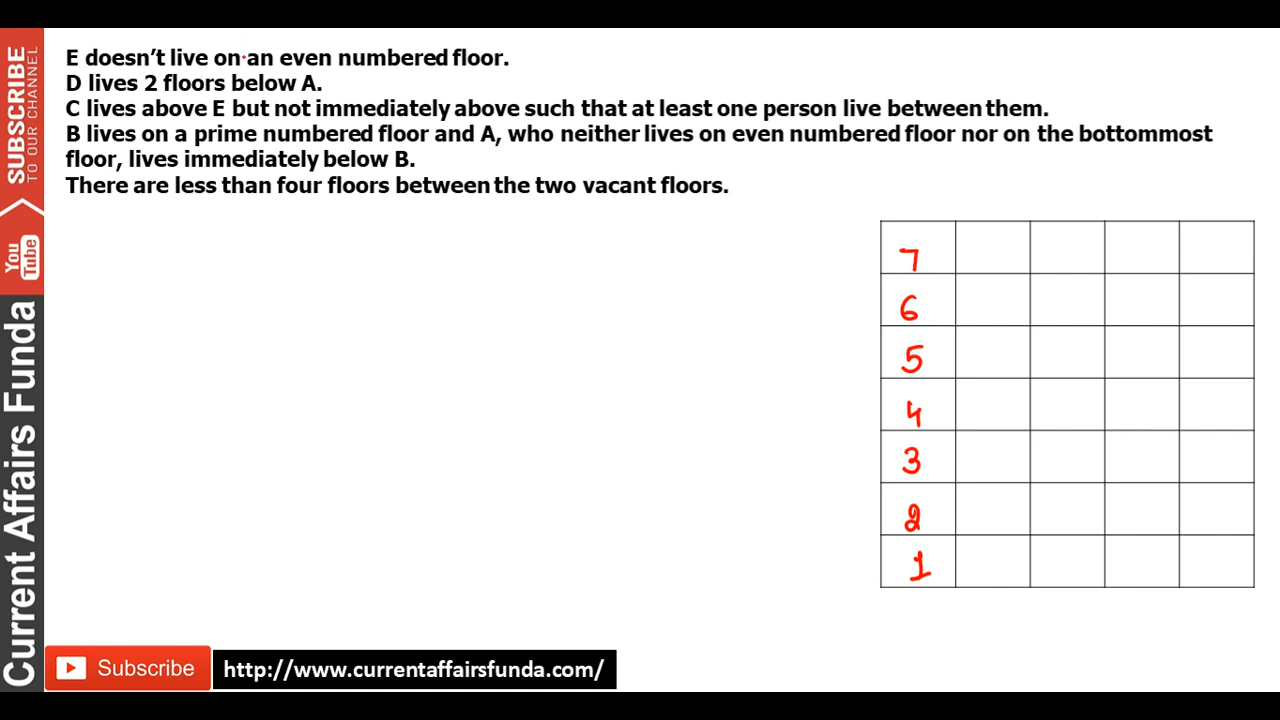 SUBSCRIBE
TO OUR CHANNEL
You
Tube
Current Affairs Funda
E doesn’t live on an even numbered floor.
D lives 2 floors below A.
C lives above E but not immediately above such that at least one person live between them.
B lives on a prime numbered floor and A, who neither lives on even numbered floor nor on the bottommost
floor, lives immediately below B.
There are less than four floors between the two vacant floors.
7
6
5
4
3
2
1
Subscribe
http://www.currentaffairsfunda.com/